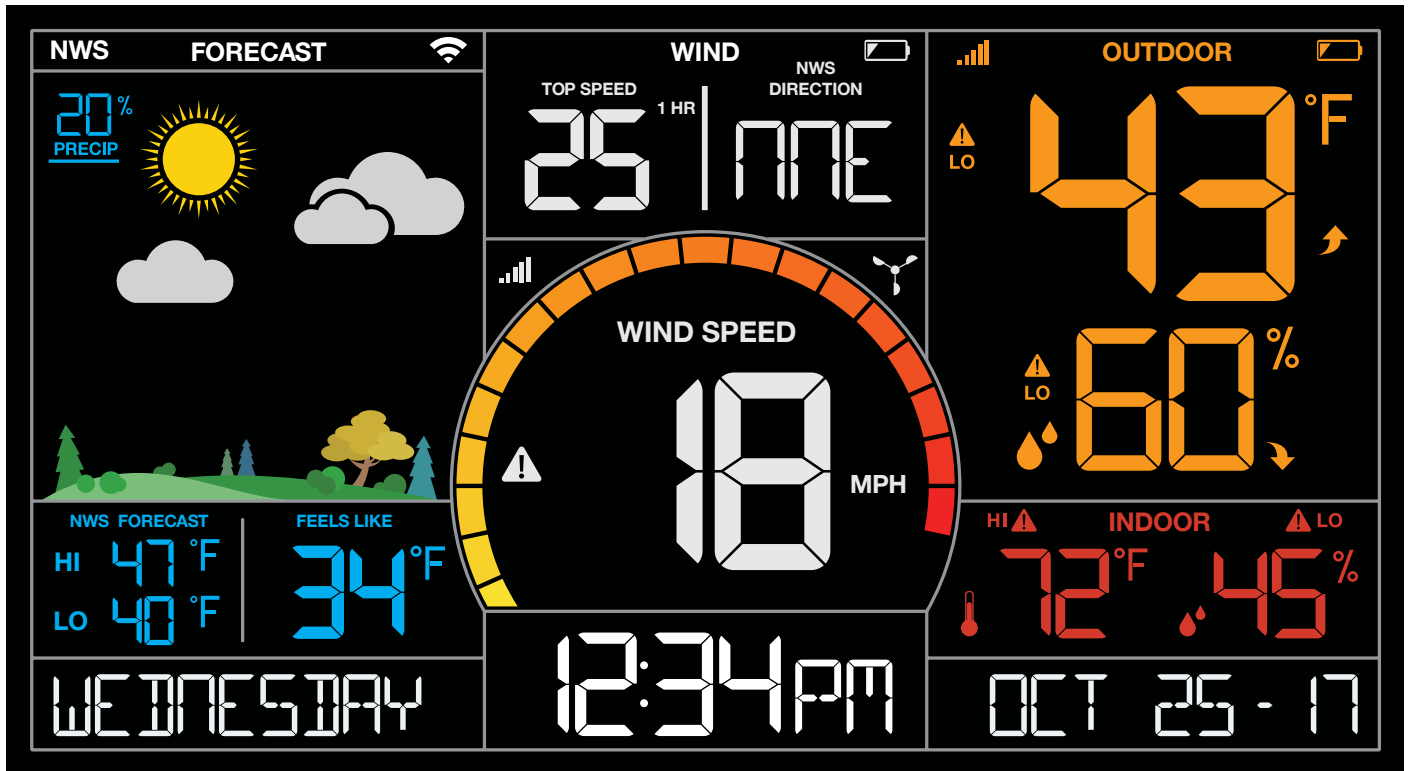 NWS FORECAST
20%
PRECIP
NWS FORECAST
HI 47°F
LO 40°F
FEELS LIKE
34°F
WEDNESDAY
WIND
TOP SPEED
25 1 HR
NWS
DIRECTION
NNE
WIND SPEED
18
MPH
12:34PM
OUTDOOR
43°F
LO
60%
LO
INDOOR
HI
72°F
LO
45%
OCT 25-17